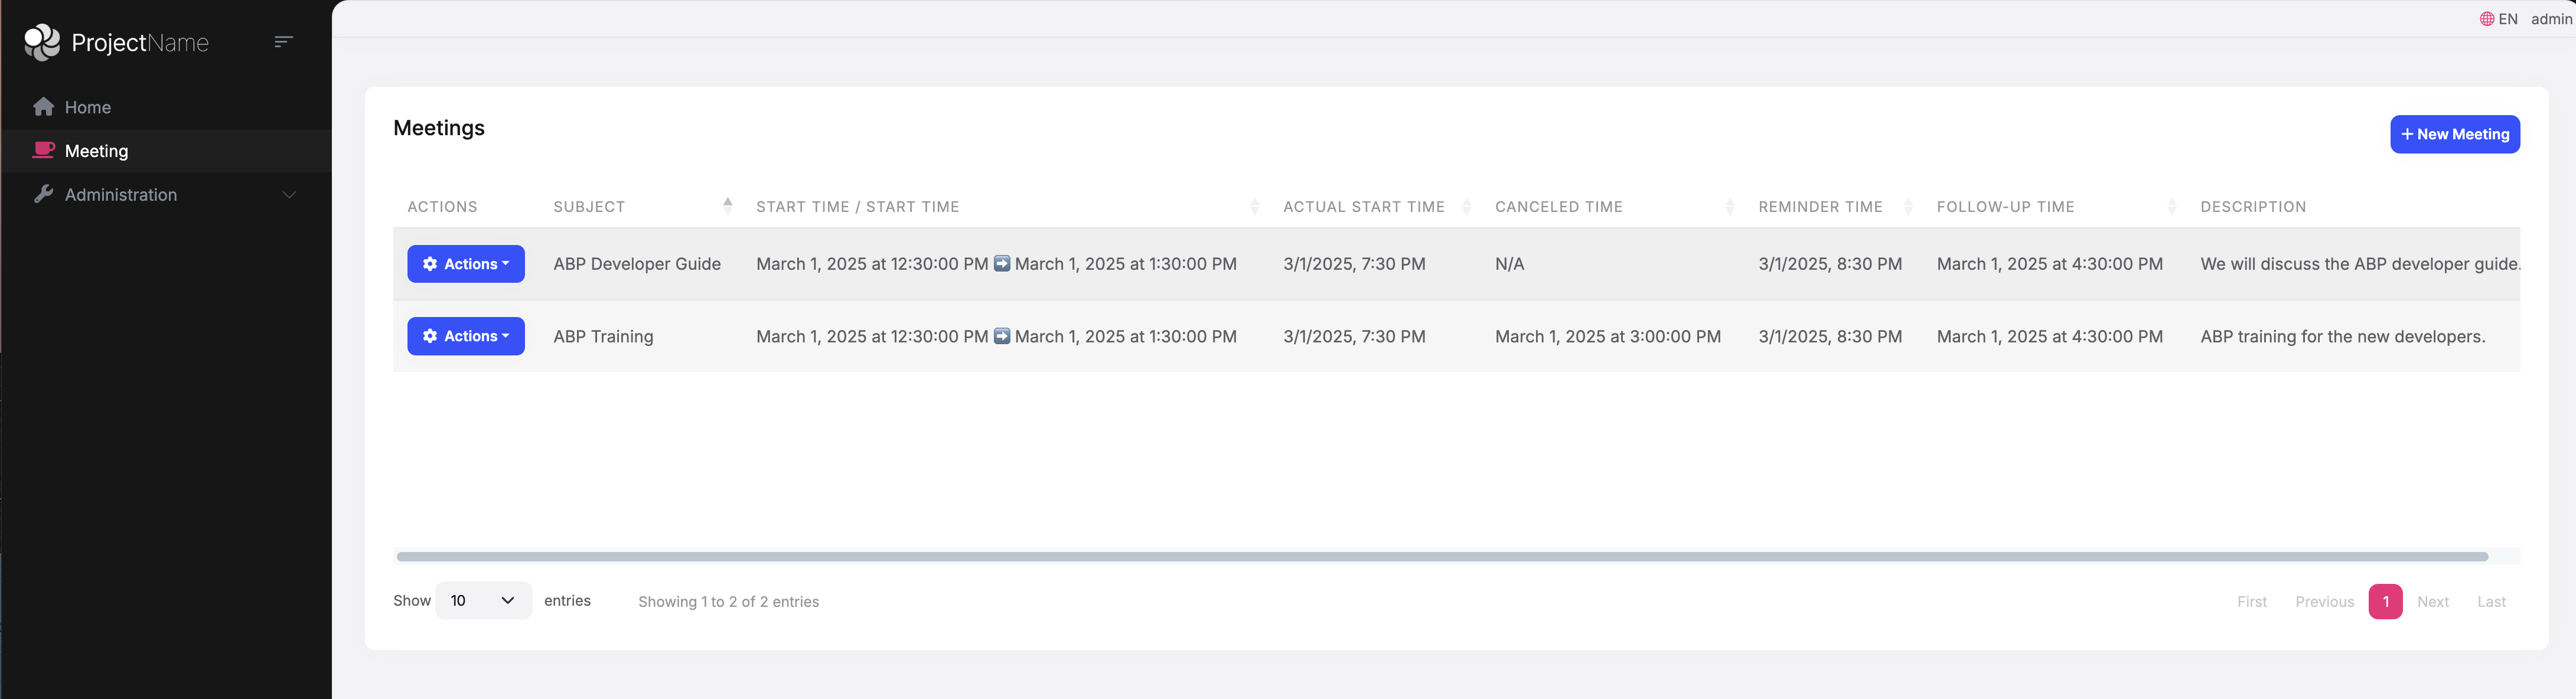 EN admin
ProjectName
Home
Meeting
Administration
Meetings
+ New Meeting
ACTIONS SUBJECT START TIME / START TIME ACTUAL START TIME CANCELED TIME REMINDER TIME FOLLOW-UP TIME DESCRIPTION
Actions ABP Developer Guide March 1, 2025 at 12:30:00 PM ➡️ March 1, 2025 at 1:30:00 PM 3/1/2025, 7:30 PM N/A 3/1/2025, 8:30 PM March 1, 2025 at 4:30:00 PM We will discuss the ABP developer guide.
Actions ABP Training March 1, 2025 at 12:30:00 PM ➡️ March 1, 2025 at 1:30:00 PM 3/1/2025, 7:30 PM March 1, 2025 at 3:00:00 PM 3/1/2025, 8:30 PM March 1, 2025 at 4:30:00 PM ABP training for the new developers.
Show 10 entries Showing 1 to 2 of 2 entries First Previous 1 Next Last